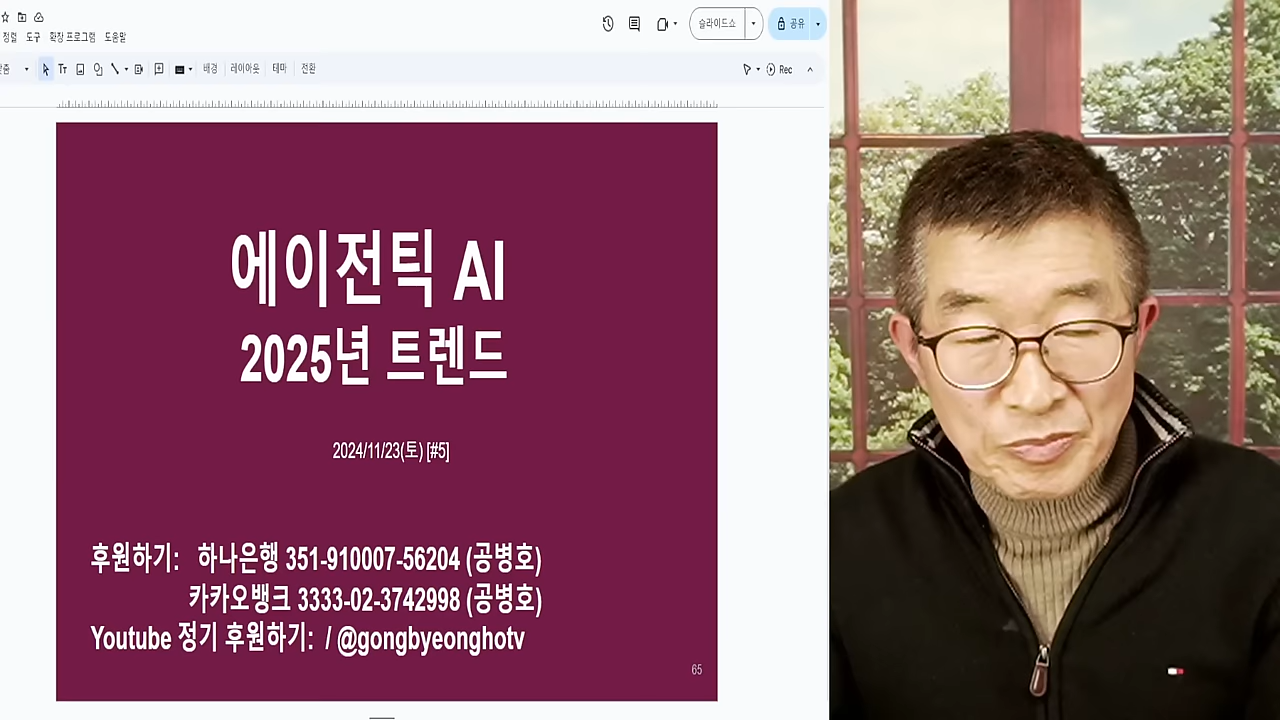 정렬 도구 확장 프로그램 도움말
슬라이드쇼
공유
Tт
배경 레이아웃 테마 전환
Rec
에이전틱 AI
2025년 트렌드
2024/11/23(토) [#5]
후원하기: 하나은행 351-910007-56204 (공병호)
카카오뱅크 3333-02-3742998 (공병호)
Youtube 정기 후원하기: / @gongbyeonghotv
65